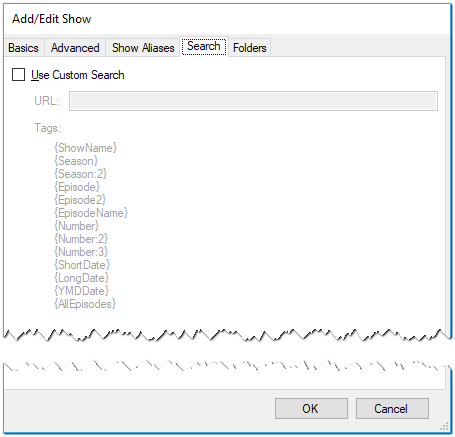 Add/Edit Show
Basics Advanced Show Aliases Search Folders
Use Custom Search
URL:
Tags:
{ShowName}
{Season}
{Season:2}
{Episode}
{Episode2}
{EpisodeName}
{Number}
{Number:2}
{Number:3}
{ShortDate}
{LongDate}
{YMDDate}
{AllEpisodes}
OK Cancel